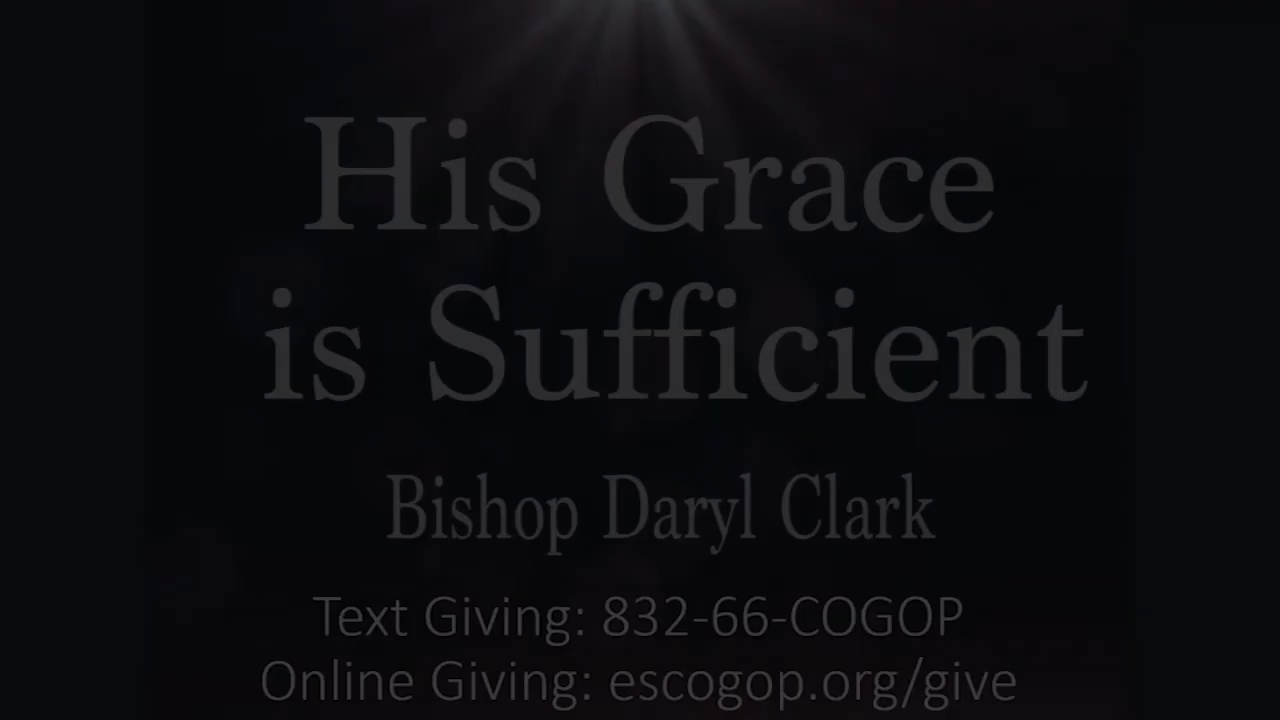 His Grace
is Sufficient
Bishop Daryl Clark
Text Giving: 832-66-COGOP
Online Giving: escogop.org/give